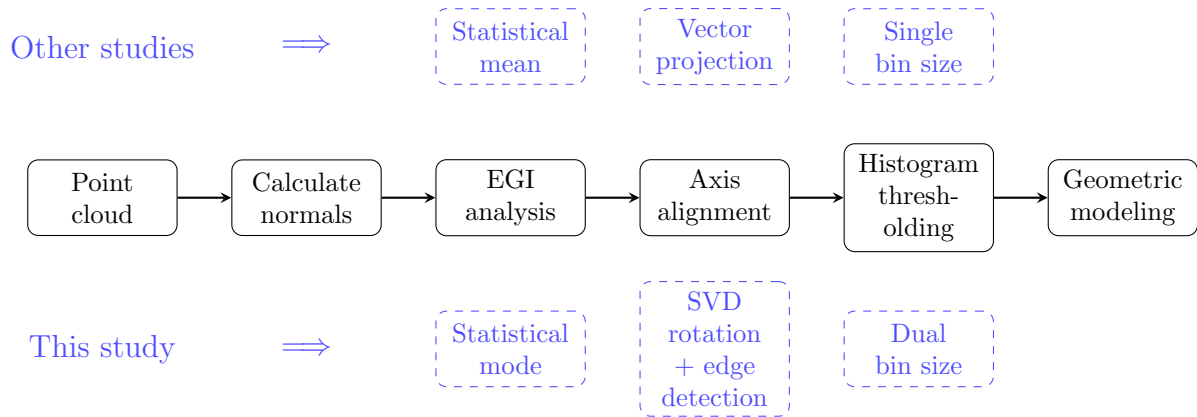 Other studies
⟹
Statistical
mean
Vector
projection
Single
bin size
Point
cloud
Calculate
normals
EGI
analysis
Axis
alignment
Histogram
thresh-
olding
Geometric
modeling
This study
⟹
Statistical
mode
SVD
rotation
+ edge
detection
Dual
bin size